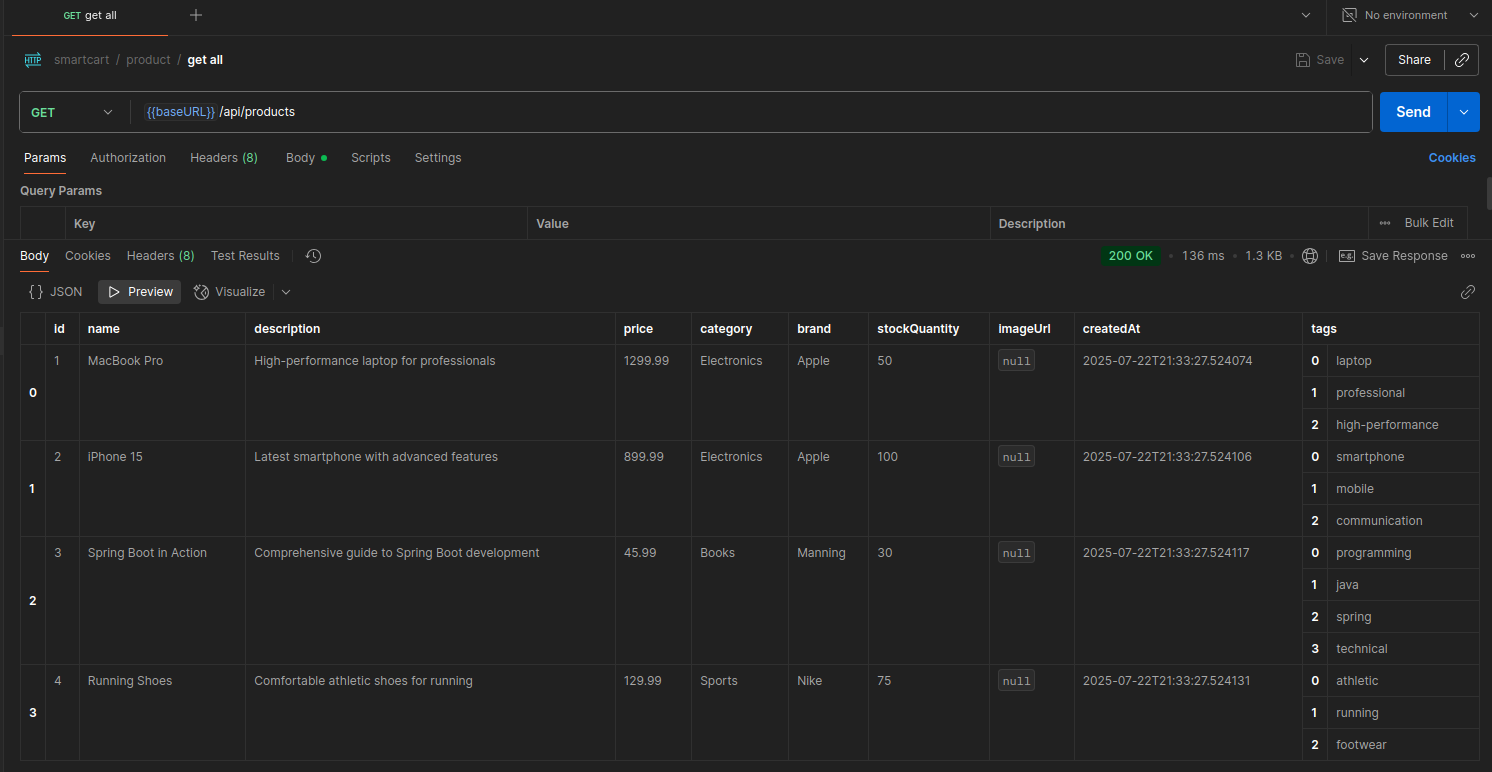 GET get all
No environment
HTTP smartcart / product / get all Save Share
GET {{baseURL}} /api/products Send
Params Authorization Headers (8) Body Scripts Settings Cookies
Query Params
Key Value Description Bulk Edit
Body Cookies Headers (8) Test Results 200 OK 136 ms 1.3 KB e.g. Save Response
{} JSON Preview Visualize
id name description price category brand stockQuantity imageUrl createdAt tags
0 1 MacBook Pro High-performance laptop for professionals 1299.99 Electronics Apple 50 null 2025-07-22T21:33:27.524074 0 laptop
1 professional
2 high-performance
1 2 iPhone 15 Latest smartphone with advanced features 899.99 Electronics Apple 100 null 2025-07-22T21:33:27.524106 0 smartphone
1 mobile
2 communication
2 3 Spring Boot in Action Comprehensive guide to Spring Boot development 45.99 Books Manning 30 null 2025-07-22T21:33:27.524117 0 programming
1 java
2 spring
3 technical
3 4 Running Shoes Comfortable athletic shoes for running 129.99 Sports Nike 75 null 2025-07-22T21:33:27.524131 0 athletic
1 running
2 footwear